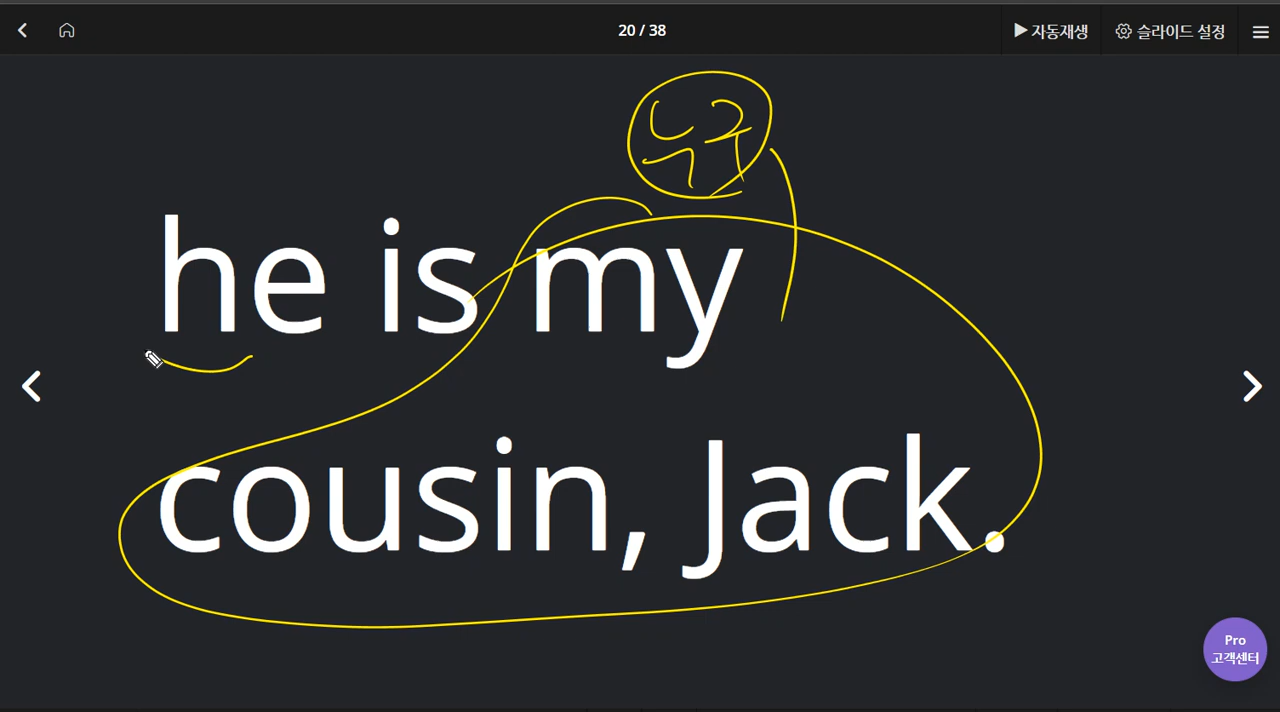 20 / 38
자동재생
슬라이드 설정
누구
he is my
cousin, Jack.
Pro
고객센터